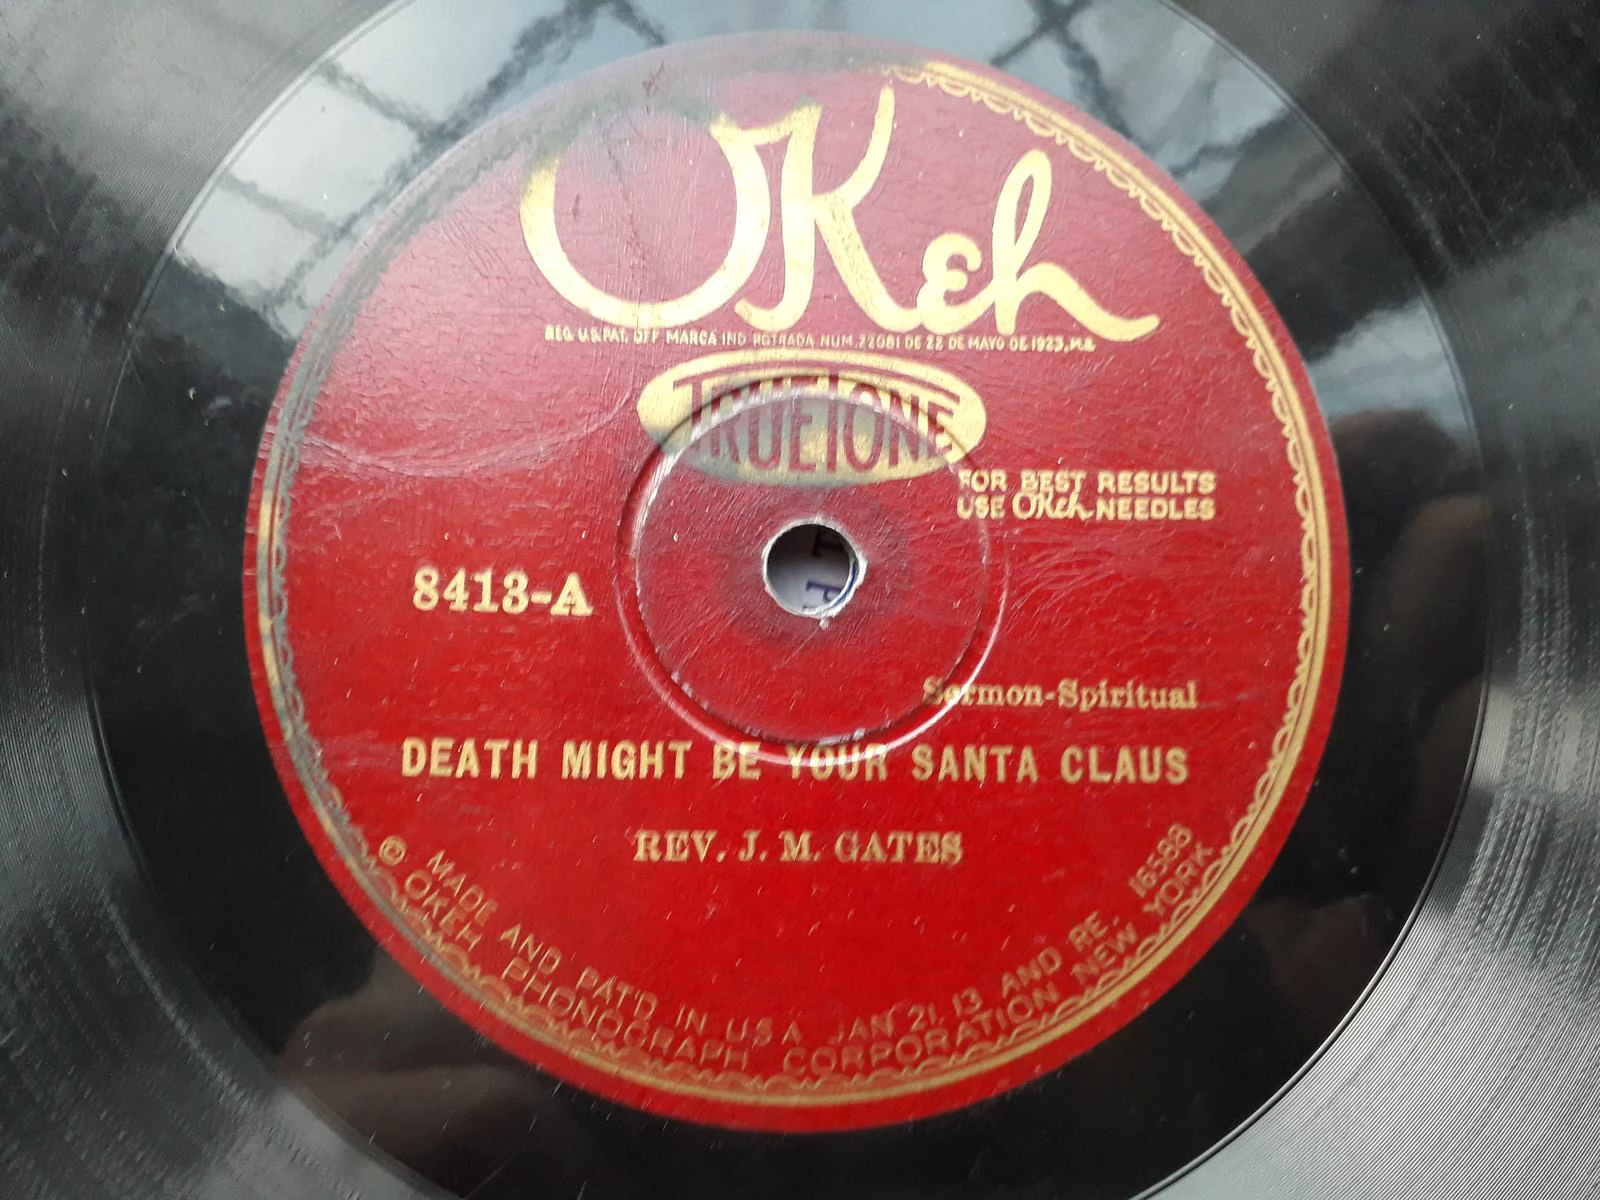 OKeh
REG. U.S. PAT. OFF MARCA IND RGTRADA NUM. 22081 DE 22 DE MAYO DE 1923, M.B.
TRUETONE
FOR BEST RESULTS
USE OKeh NEEDLES
8413-A
Sermon-Spiritual
DEATH MIGHT BE YOUR SANTA CLAUS
REV. J. M. GATES
© MADE AND PAT'D IN U S A JAN 21, 13 AND RE. 16588
OKEH PHONOGRAPH CORPORATION NEW YORK